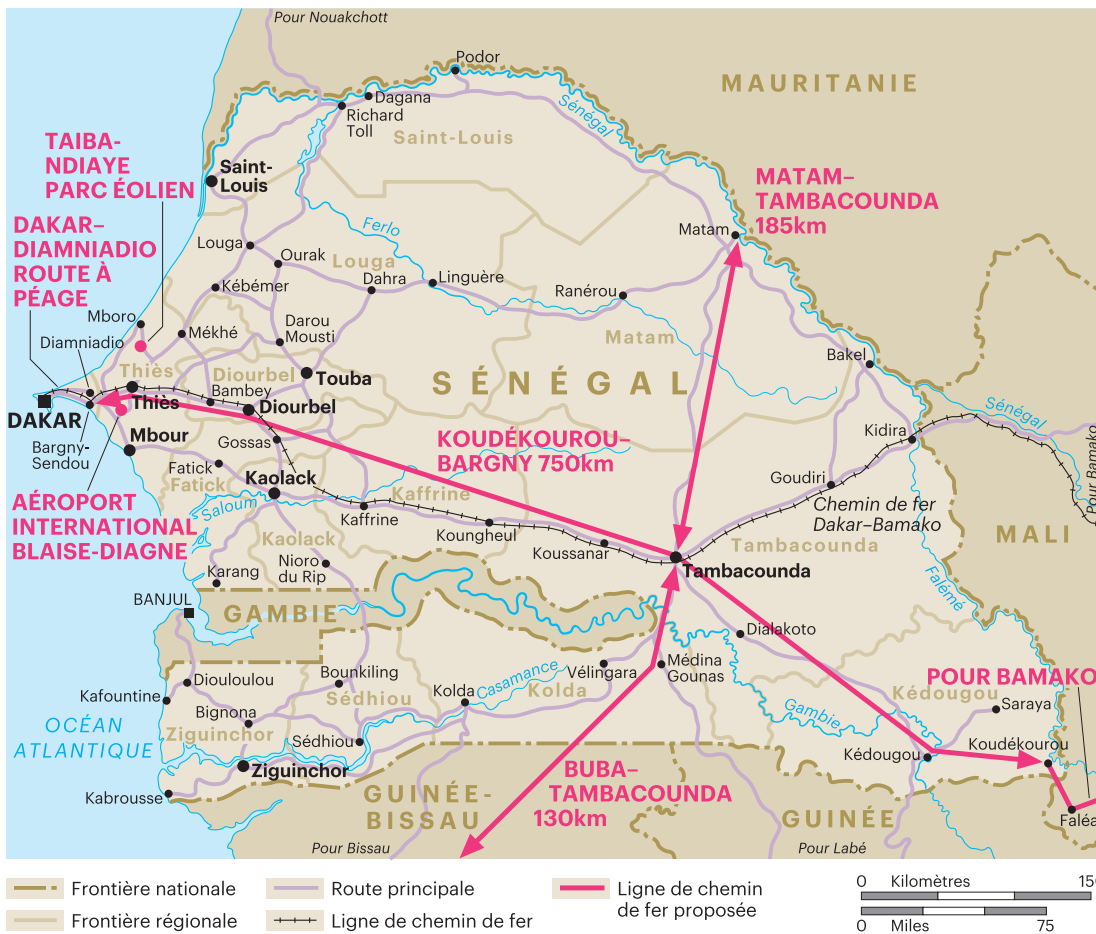 Pour Nouakchott
Podor
MAURITANIE
Dagana
Richard
Toll
Sénégal
Saint-Louis
TAIBA-
NDIAYE
PARC ÉOLIEN
Saint-
Louis
MATAM–
TAMBACOUNDA
185km
DAKAR–
DIAMNIADIO
ROUTE À
PÉAGE
Ferlo
Matam
Louga
Ourak
Louga
Dahra
Linguère
Kébémer
Ranérou
Mboro
Mékhé
Darou
Mousti
Matam
Diamniadio
Bakel
Thiès
Diourbel
Touba
SÉNÉGAL
Bambey
DAKAR
Thiès
Diourbel
Sénégal
Bargny-
Sendou
Mbour
Gossas
KOUDÉKOUROU–
BARGNY 750km
Kidira
Pour Bamako
Fatick
Fatick
Kaolack
Goudiri
AÉROPORT
INTERNATIONAL
BLAISE-DIAGNE
Saloum
Kaffrine
Kaffrine
Chemin de fer
Dakar–Bamako
Koungheul
MALI
Kaolack
Koussanar
Tambacounda
Nioro
du Rip
Karang
Tambacounda
Falémé
BANJUL
GAMBIE
Dialakoto
Vélingara
Médina
Gounas
POUR BAMAKO
Diouloulou
Bounkiling
Casamance
Kafountine
Sédhiou
Kolda
Kolda
Kédougou
Saraya
Bignona
Gambie
OCÉAN
ATLANTIQUE
Ziguinchor
Sédhiou
Koudékourou
Kédougou
Ziguinchor
BUBA–
TAMBACOUNDA
130km
Kabrousse
GUINÉE-
BISSAU
GUINÉE
Faléa
Pour Bissau
Pour Labé
Frontière nationale
Route principale
Ligne de chemin
de fer proposée
Frontière régionale
Ligne de chemin de fer
0 Kilomètres 150
0 Miles 75